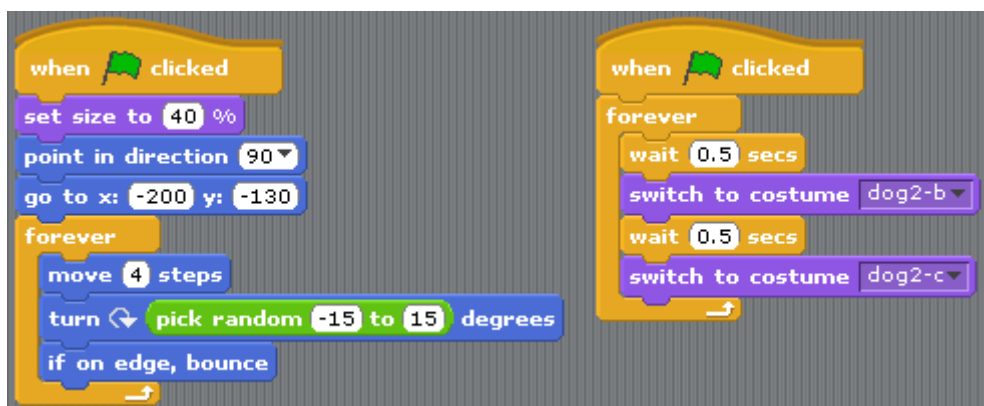 when clicked
set size to 40 %
point in direction 90
go to x: -200 y: -130
forever
move 4 steps
turn pick random -15 to 15 degrees
if on edge, bounce
when clicked
forever
wait 0.5 secs
switch to costume dog2-b
wait 0.5 secs
switch to costume dog2-c